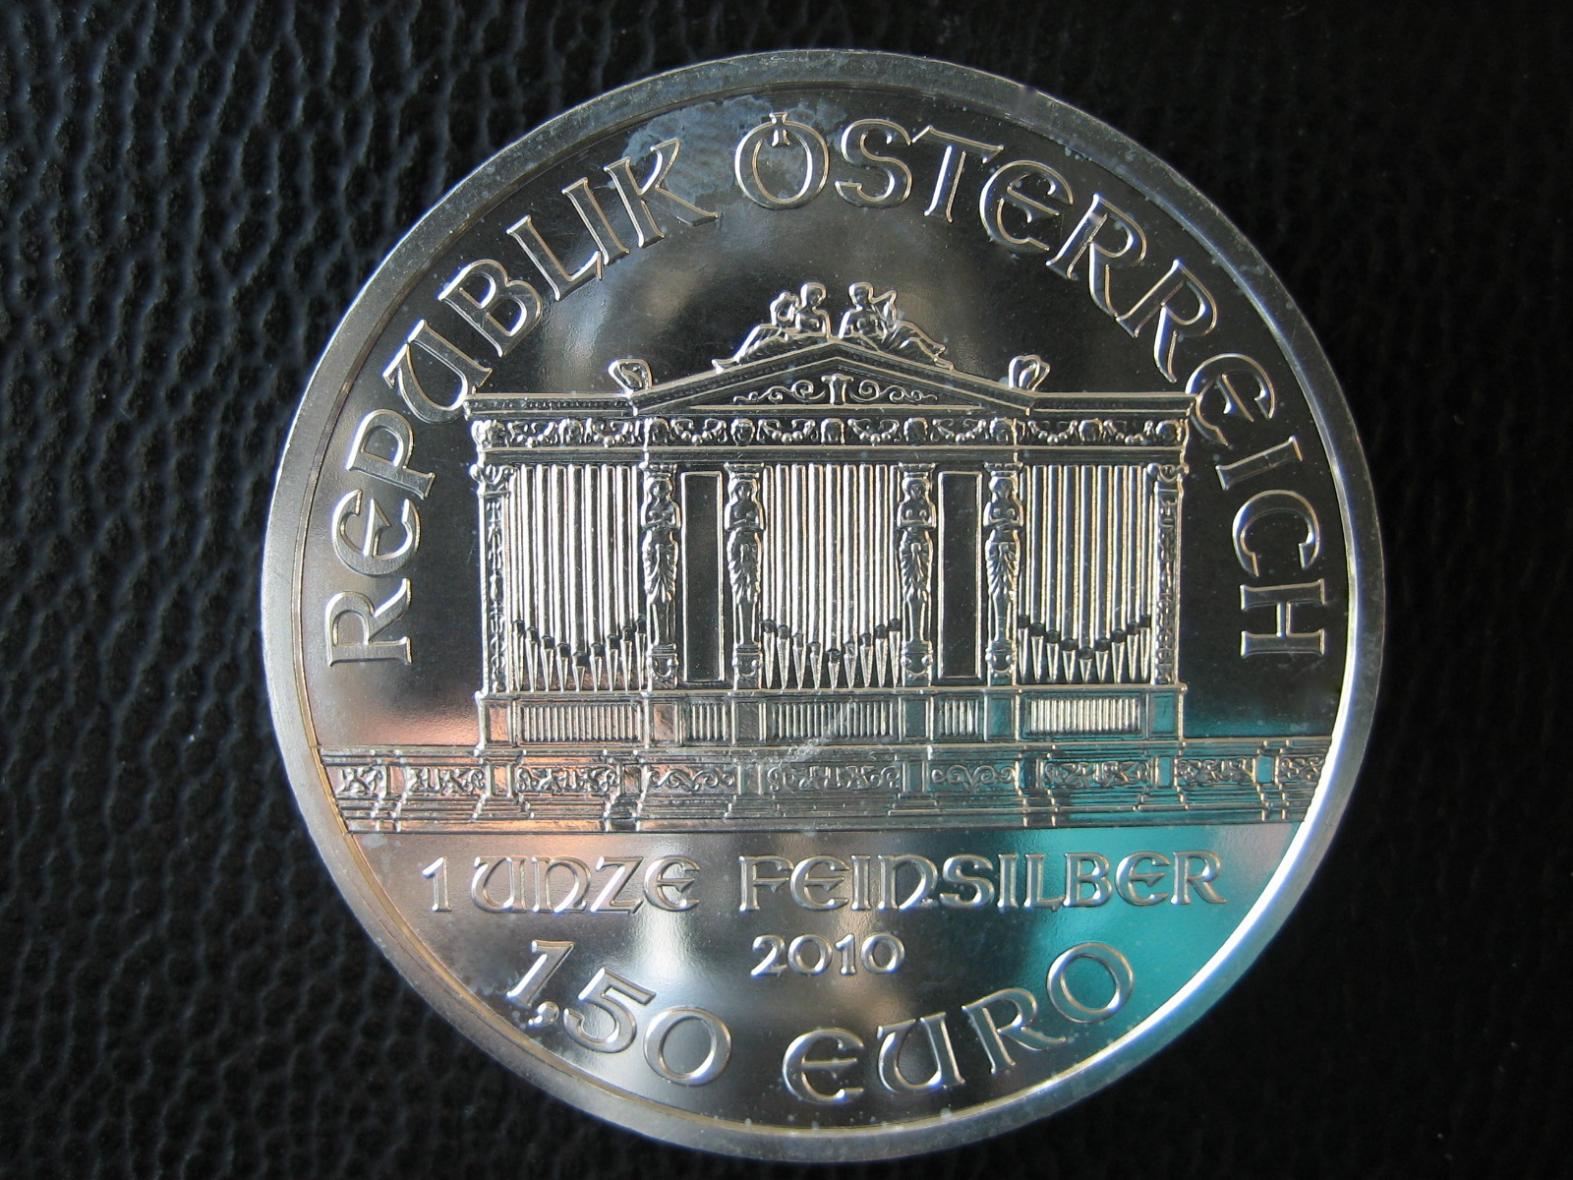 REPUBLIK ÖSTERREICH
1 UNZE FEINSILBER
2010
1,50 EURO